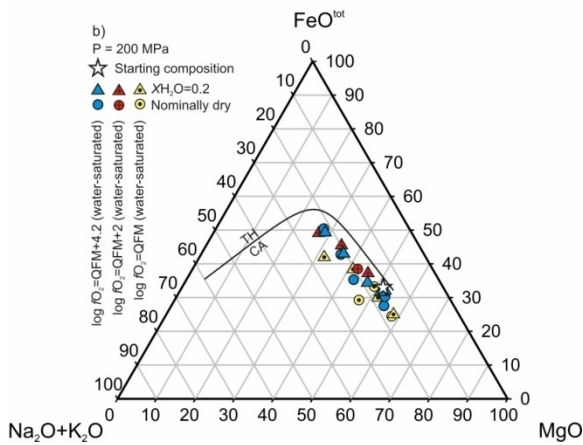 FeO^tot
b)
P = 200 MPa
Starting composition
XH₂O=0.2
Nominally dry
log fO₂=QFM+4.2 (water-saturated)
log fO₂=QFM+2 (water-saturated)
log fO₂=QFM (water-saturated)
TH
CA
0
10
20
30
40
50
60
70
80
90
100
100
90
80
70
60
50
40
30
20
10
0
0 10 20 30 40 50 60 70 80 90 100
Na₂O+K₂O
MgO